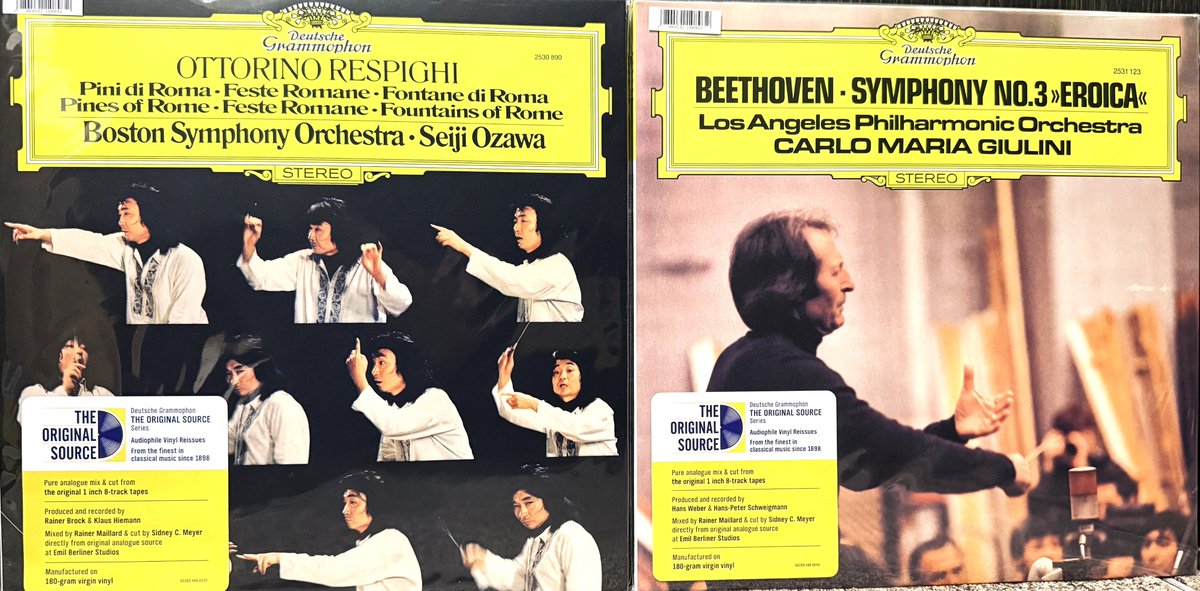 Deutsche
Grammophon
2530 890
OTTORINO RESPIGHI
Pini di Roma · Feste Romane · Fontane di Roma
Pines of Rome · Feste Romane · Fountains of Rome
Boston Symphony Orchestra · Seiji Ozawa
STEREO
THE
ORIGINAL
SOURCE
Deutsche Grammophon
THE ORIGINAL SOURCE
Series
Audiophile Vinyl Reissues
From the finest in
classical music since 1898
Pure analogue mix & cut from
the original 1 inch 8-track tapes
Produced and recorded by
Rainer Brock & Klaus Hiemann
Mixed by Rainer Maillard & cut by Sidney C. Meyer
directly from original analogue source
at Emil Berliner Studios
Manufactured on
180-gram virgin vinyl
Deutsche
Grammophon
2531 123
BEETHOVEN · SYMPHONY NO.3 »EROICA«
Los Angeles Philharmonic Orchestra
CARLO MARIA GIULINI
STEREO
THE
ORIGINAL
SOURCE
Deutsche Grammophon
THE ORIGINAL SOURCE
Series
Audiophile Vinyl Reissues
From the finest in
classical music since 1898
Pure analogue mix & cut from
the original 1 inch 8-track tapes
Produced and recorded by
Hans Weber & Hans-Peter Schweigmann
Mixed by Rainer Maillard & cut by Sidney C. Meyer
directly from original analogue source
at Emil Berliner Studios
Manufactured on
180-gram virgin vinyl